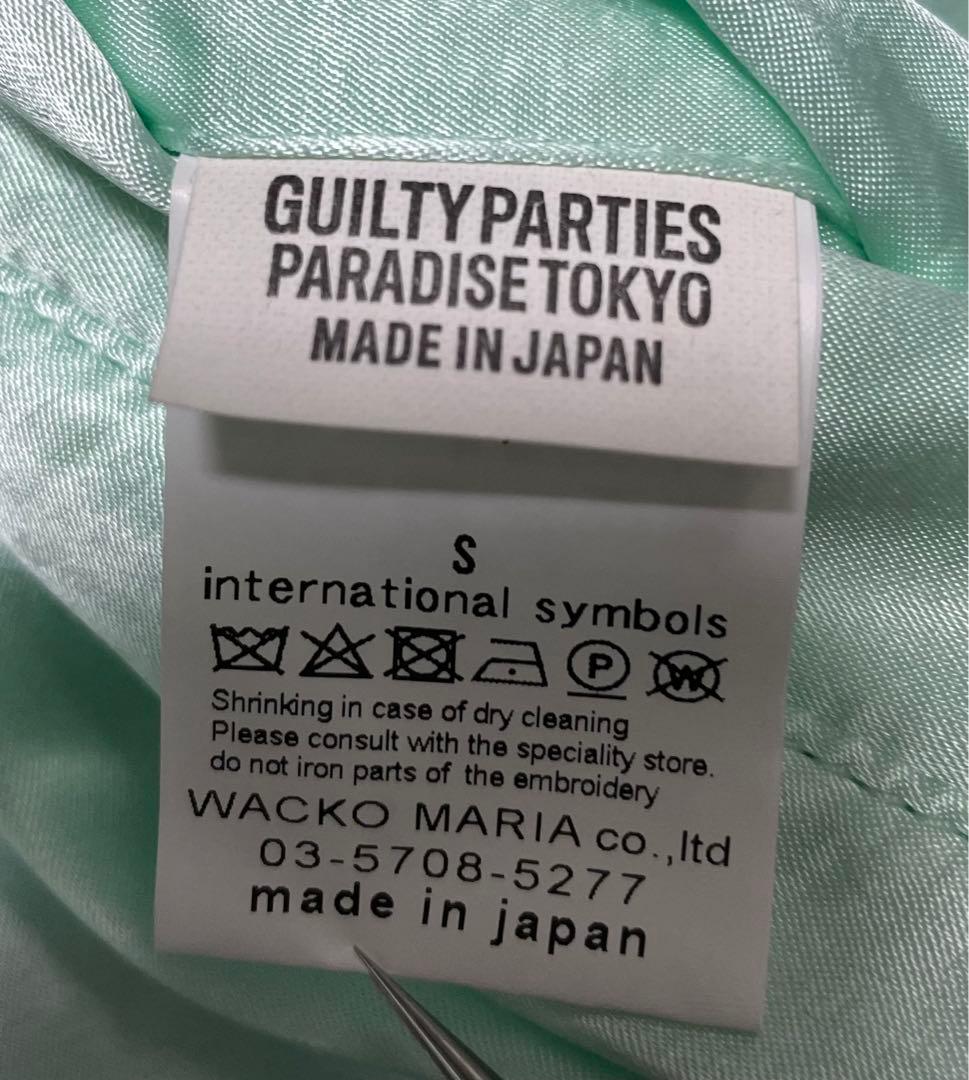 GUILTY PARTIES
PARADISE TOKYO
MADE IN JAPAN
S
international symbols
P W
Shrinking in case of dry cleaning
Please consult with the speciality store.
do not iron parts of the embroidery
WACKO MARIA co.,ltd
03-5708-5277
made in japan